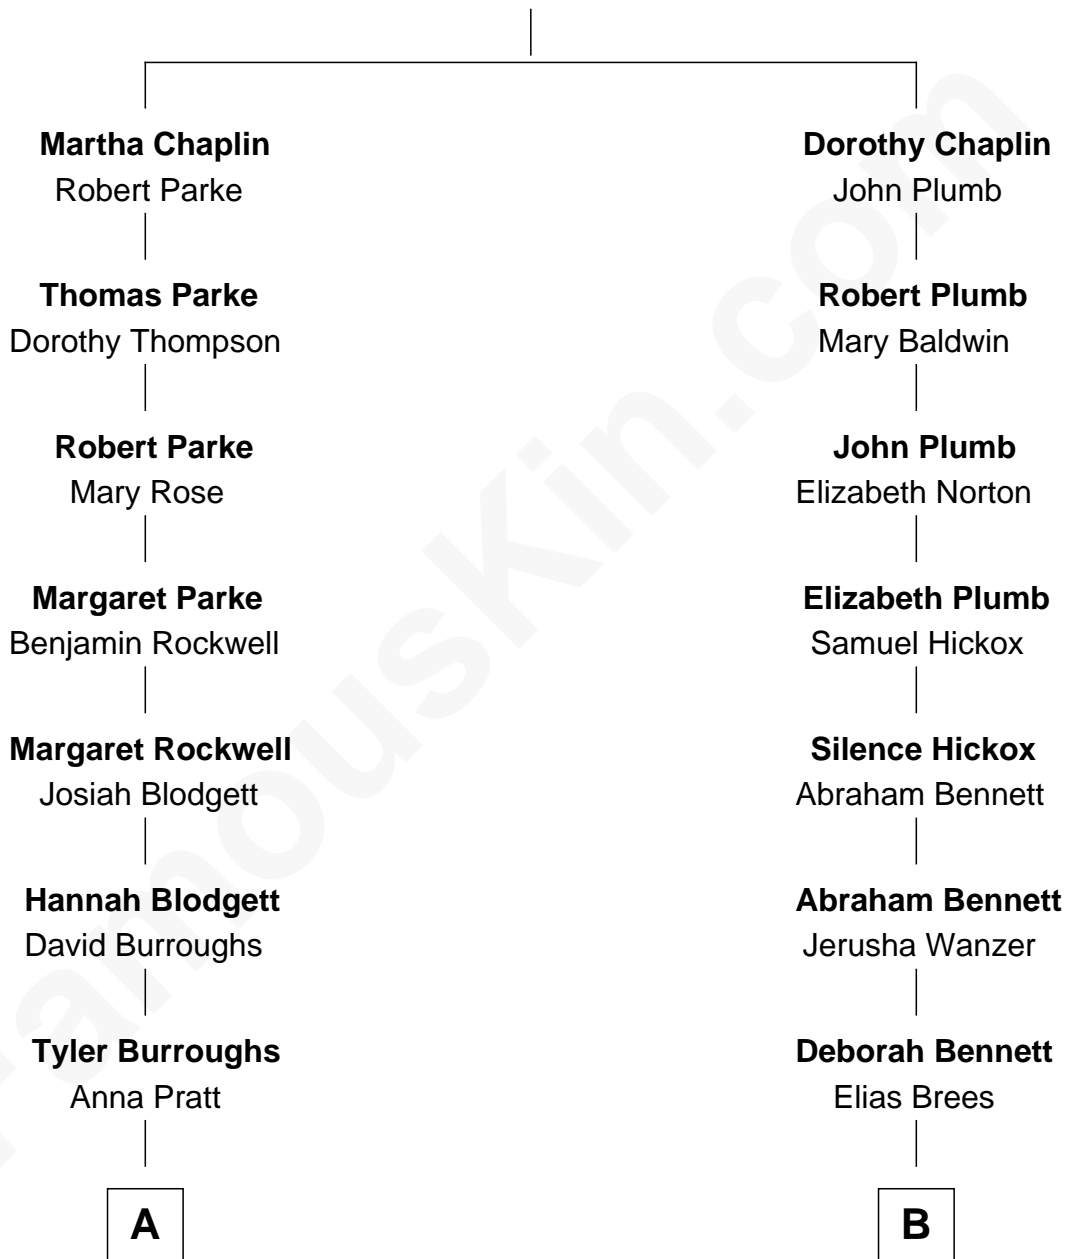 Martha Chaplin
Robert Parke
Thomas Parke
Dorothy Thompson
Robert Parke
Mary Rose
Margaret Parke
Benjamin Rockwell
Margaret Rockwell
Josiah Blodgett
Hannah Blodgett
David Burroughs
Tyler Burroughs
Anna Pratt
A
Dorothy Chaplin
John Plumb
Robert Plumb
Mary Baldwin
John Plumb
Elizabeth Norton
Elizabeth Plumb
Samuel Hickox
Silence Hickox
Abraham Bennett
Abraham Bennett
Jerusha Wanzer
Deborah Bennett
Elias Brees
B
FamousKin.com